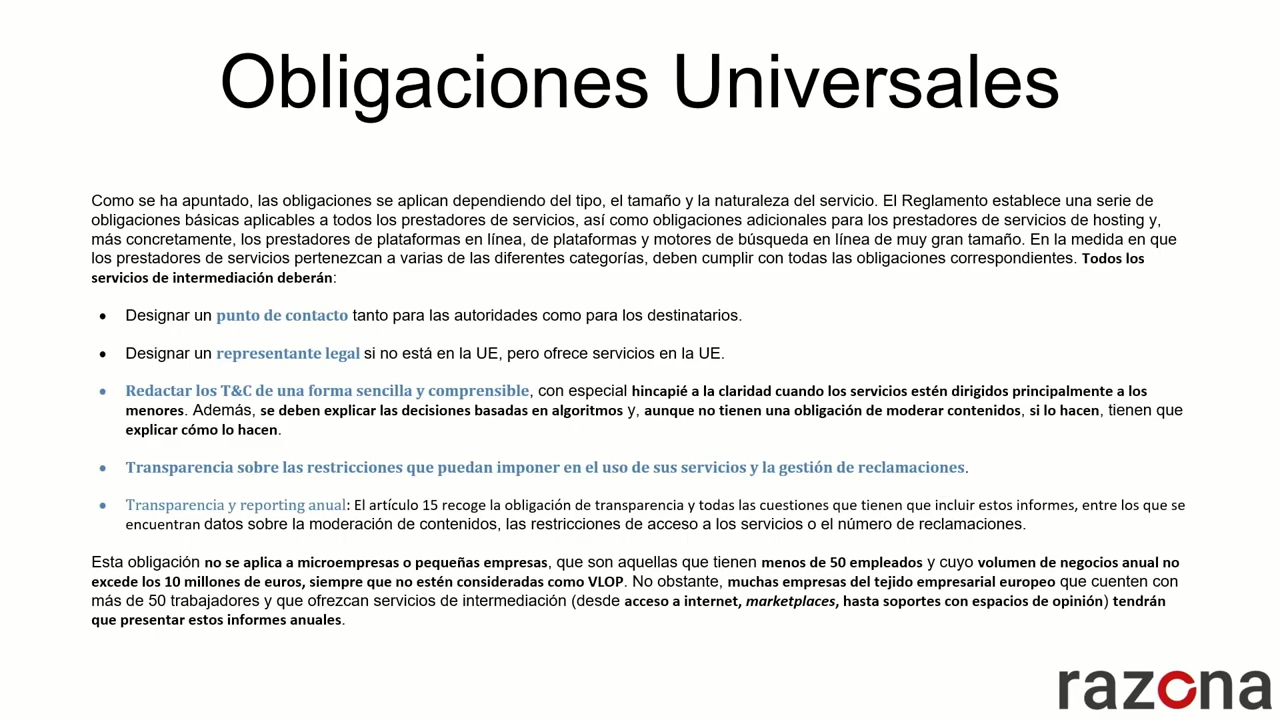 Obligaciones Universales
Como se ha apuntado, las obligaciones se aplican dependiendo del tipo, el tamaño y la naturaleza del servicio. El Reglamento establece una serie de
obligaciones básicas aplicables a todos los prestadores de servicios, así como obligaciones adicionales para los prestadores de servicios de hosting y,
más concretamente, los prestadores de plataformas en línea, de plataformas y motores de búsqueda en línea de muy gran tamaño. En la medida en que
los prestadores de servicios pertenezcan a varias de las diferentes categorías, deben cumplir con todas las obligaciones correspondientes. Todos los
servicios de intermediación deberán:
• Designar un punto de contacto tanto para las autoridades como para los destinatarios.
• Designar un representante legal si no está en la UE, pero ofrece servicios en la UE.
• Redactar los T&C de una forma sencilla y comprensible, con especial hincapié a la claridad cuando los servicios estén dirigidos principalmente a los
menores. Además, se deben explicar las decisiones basadas en algoritmos y, aunque no tienen una obligación de moderar contenidos, si lo hacen, tienen que
explicar cómo lo hacen.
• Transparencia sobre las restricciones que puedan imponer en el uso de sus servicios y la gestión de reclamaciones.
• Transparencia y reporting anual: El artículo 15 recoge la obligación de transparencia y todas las cuestiones que tienen que incluir estos informes, entre los que se
encuentran datos sobre la moderación de contenidos, las restricciones de acceso a los servicios o el número de reclamaciones.
Esta obligación no se aplica a microempresas o pequeñas empresas, que son aquellas que tienen menos de 50 empleados y cuyo volumen de negocios anual no
excede los 10 millones de euros, siempre que no estén consideradas como VLOP. No obstante, muchas empresas del tejido empresarial europeo que cuenten con
más de 50 trabajadores y que ofrezcan servicios de intermediación (desde acceso a internet, marketplaces, hasta soportes con espacios de opinión) tendrán
que presentar estos informes anuales.
razona